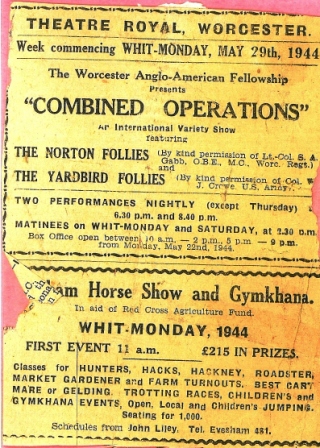 THEATRE ROYAL, WORCESTER.
Week commencing WHIT-MONDAY, MAY 29th, 1944
The Worcester Anglo-American Fellowship
Presents
"COMBINED OPERATIONS"
An International Variety Show
featuring
THE NORTON FOLLIES (By kind permission of Lt.-Col. S. A.
Gabb, O.B.E., M.C., Worc. Regt.)
and
THE YARDBIRD FOLLIES (By kind permission of Col. W
J. Crowe U.S. Army).
TWO PERFORMANCES NIGHTLY (except Thursday)
6.30 p.m. and 8.40 p.m.
MATINEES on WHIT-MONDAY and SATURDAY, at 2.30 p.m.
Box Office open between 10 a.m. — 2 p.m., 5 p.m. — 9 p.m.
from Monday, May 22nd, 1944.
am Horse Show and Gymkhana.
In aid of Red Cross Agriculture Fund.
WHIT-MONDAY, 1944
FIRST EVENT 11 a.m. £215 IN PRIZES.
Classes for HUNTERS, HACKS, HACKNEY, ROADSTER,
MARKET GARDENER and FARM TURNOUTS. BEST CART
MARE or GELDING. TROTTING RACES, CHILDREN'S and
GYMKHANA EVENTS, Open, Local and Children's JUMPING.
Seating for 1,000.
Schedules from John Liley, Tel. Evesham 481.